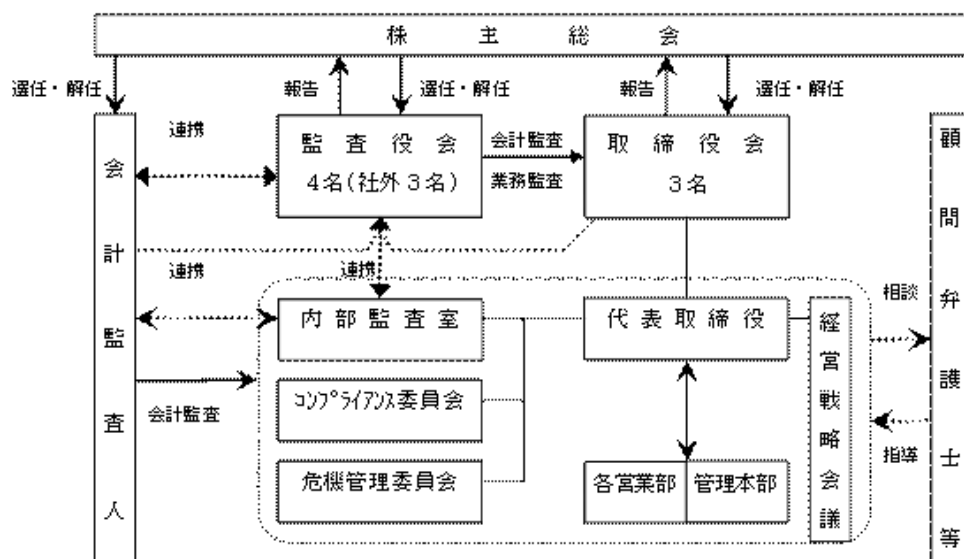 株主総会
選任・解任
報告
選任・解任
報告
選任・解任
会計監査人
連携
監査役会
4名(社外3名)
会計監査
業務監査
取締役会
3名
顧問弁護士等
連携
連携
内部監査室
代表取締役
経営戦略会議
相談
会計監査
コンプライアンス委員会
指導
危機管理委員会
各営業部
管理本部